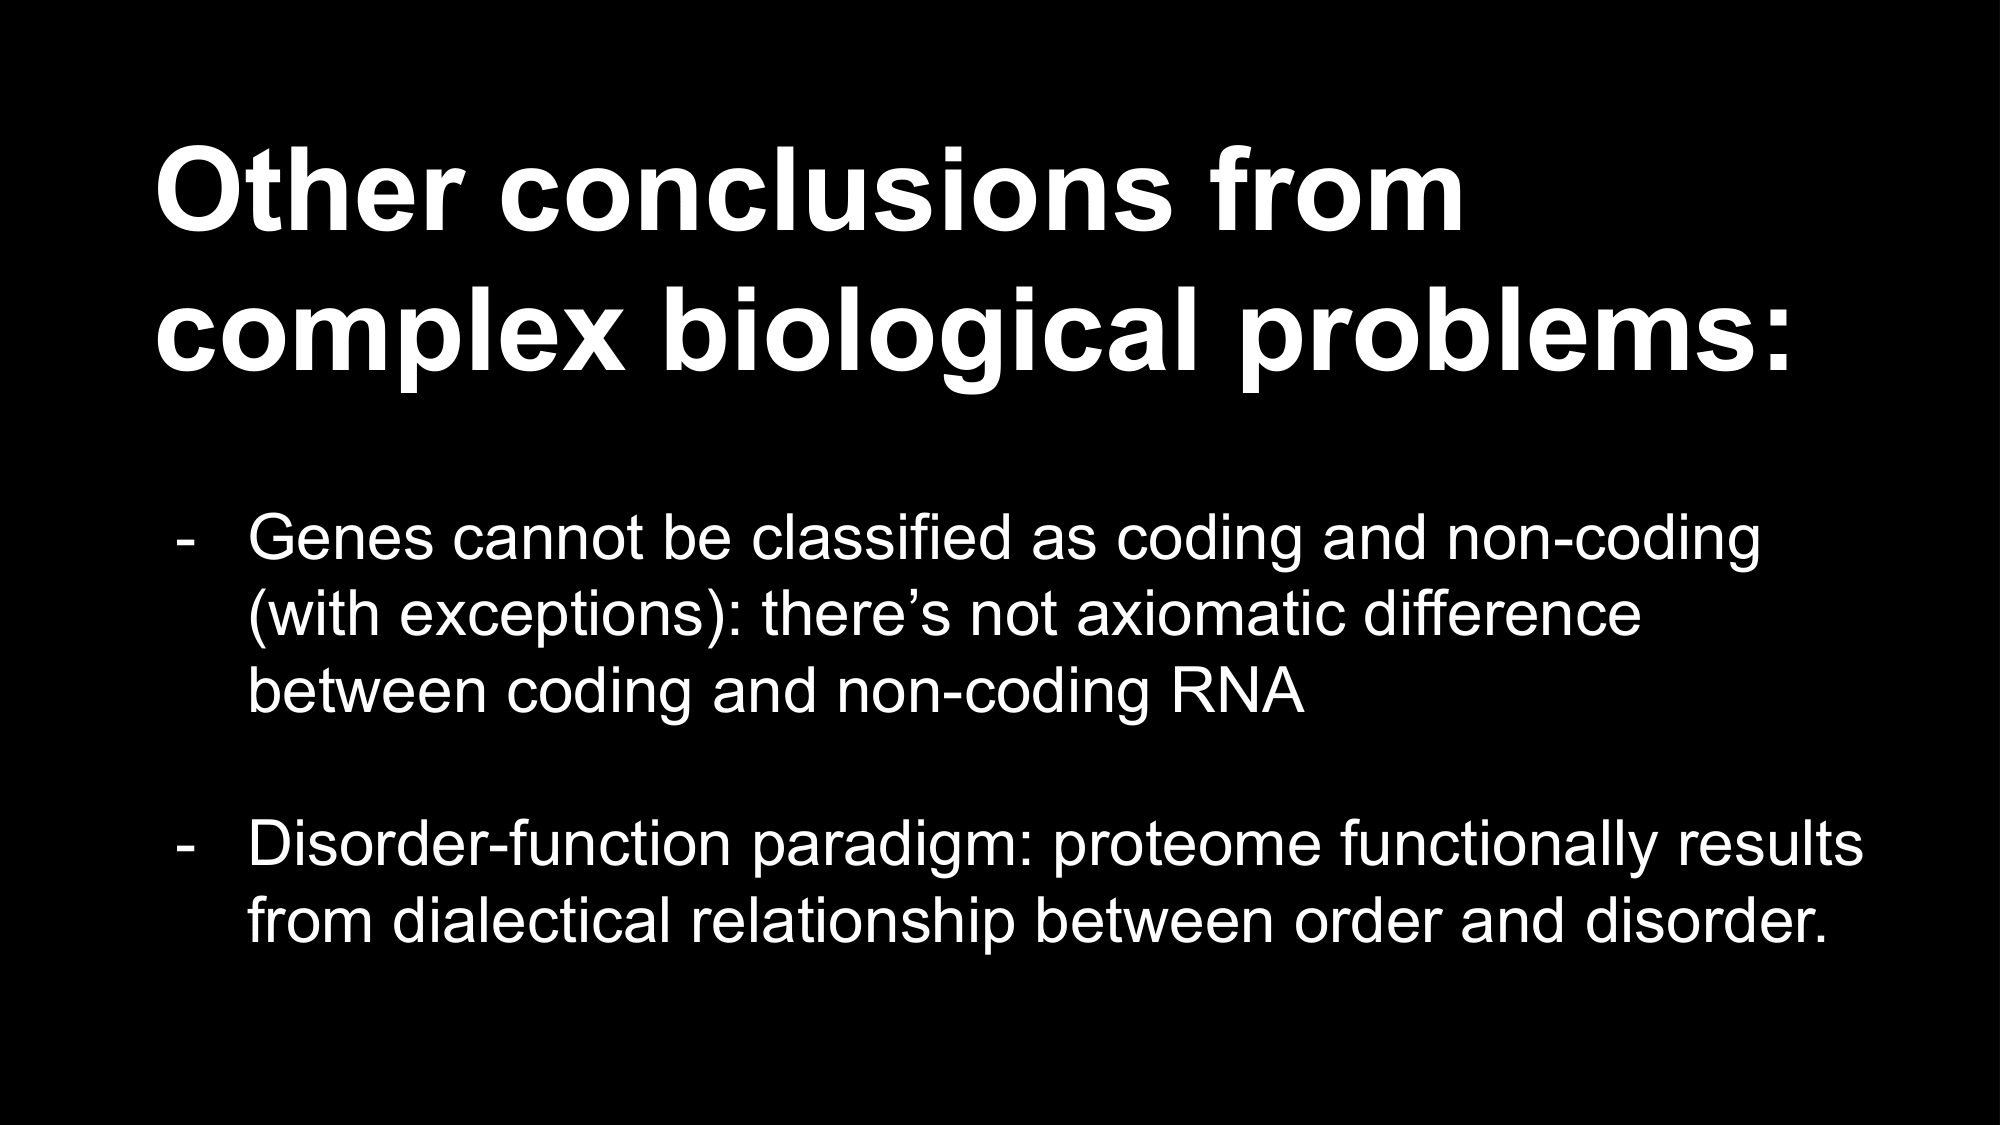 Other conclusions from
complex biological problems:
- Genes cannot be classified as coding and non-coding
(with exceptions): there’s not axiomatic difference
between coding and non-coding RNA
- Disorder-function paradigm: proteome functionally results
from dialectical relationship between order and disorder.